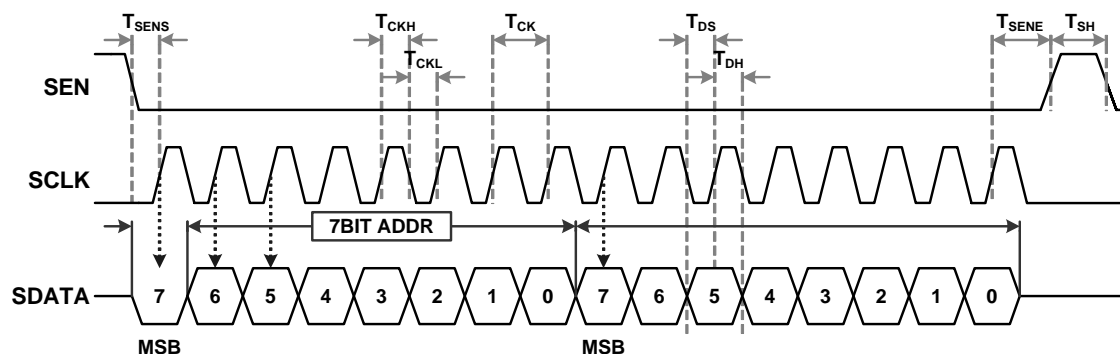 TSENS TCKH TCK TDS TSENE TSH
TCKL TDH
SEN
SCLK
7BIT ADDR
SDATA 7 6 5 4 3 2 1 0 7 6 5 4 3 2 1 0
MSB MSB